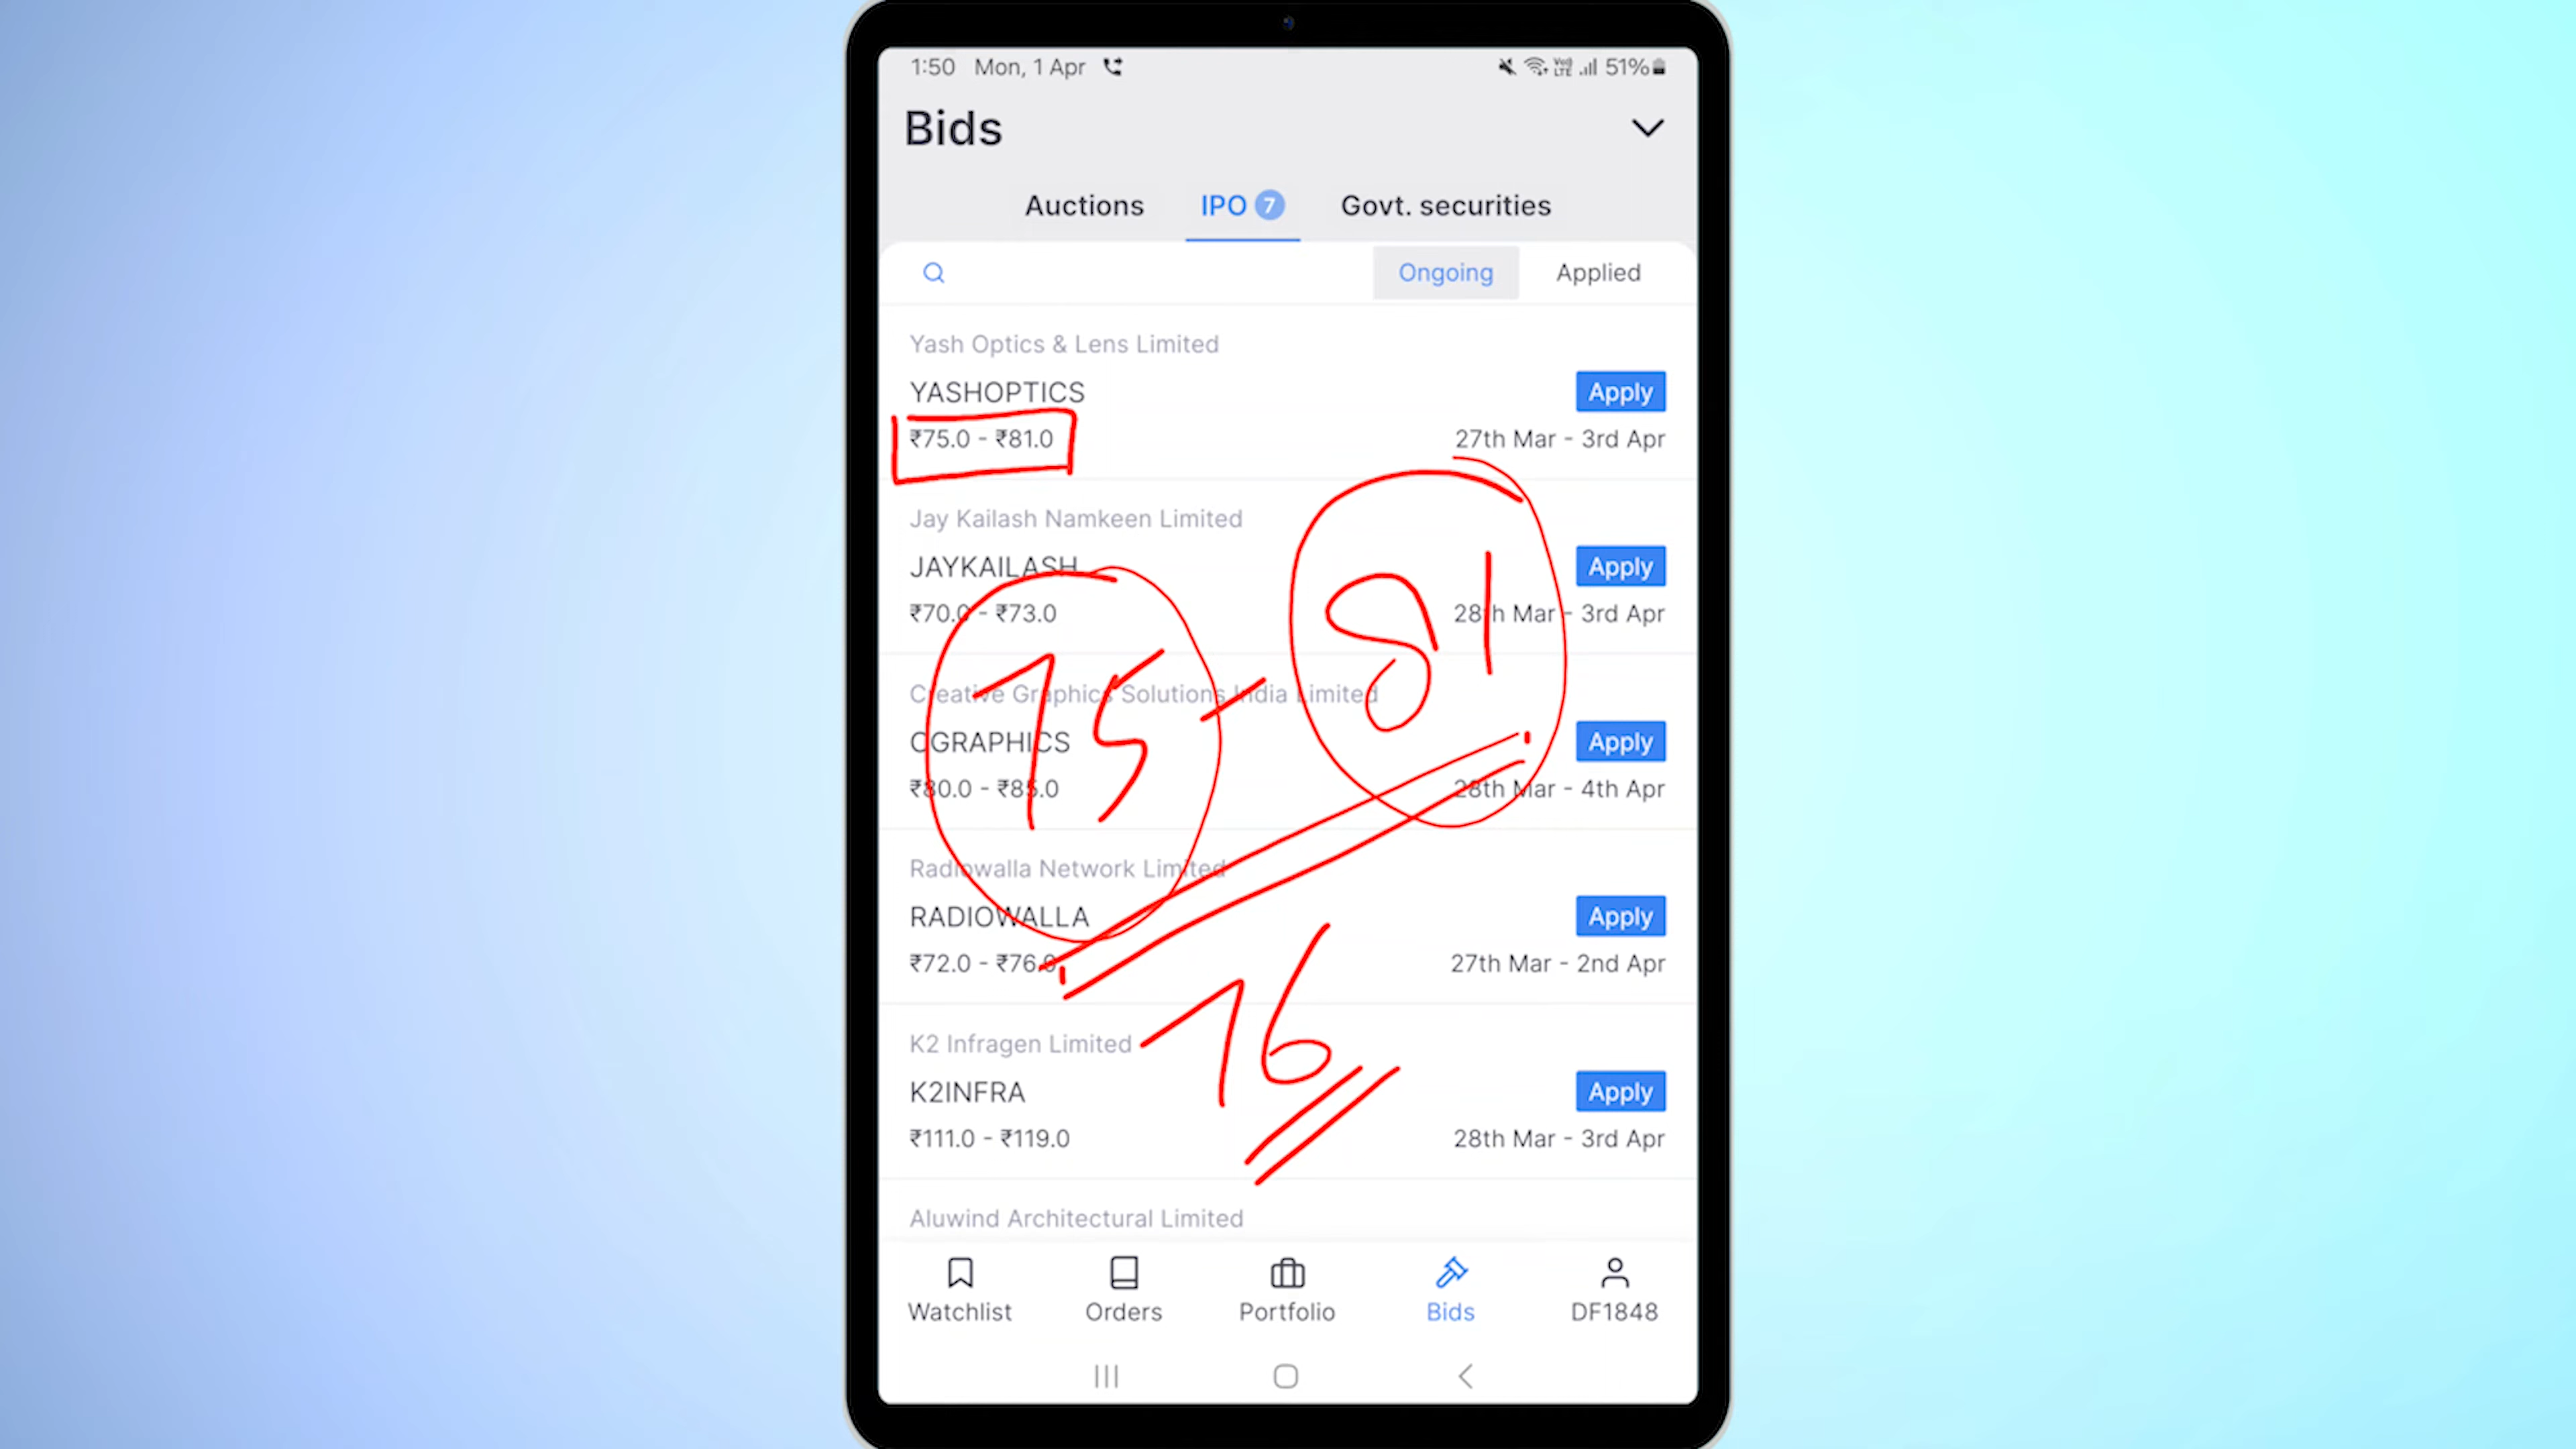 1:50 Mon, 1 Apr 51%
Bids
Auctions IPO 7 Govt. securities
Ongoing Applied
Yash Optics & Lens Limited
YASHOPTICS Apply
₹75.0 - ₹81.0 27th Mar - 3rd Apr
Jay Kailash Namkeen Limited
JAYKAILASH Apply
₹70.0 - ₹73.0 28th Mar - 3rd Apr
75 - 81
Creative Graphics Solutions India Limited
CGRAPHICS Apply
₹80.0 - ₹85.0 28th Mar - 4th Apr
Radiowalla Network Limited
RADIOWALLA Apply
₹72.0 - ₹76.0 27th Mar - 2nd Apr
76
K2 Infragen Limited
K2INFRA Apply
₹111.0 - ₹119.0 28th Mar - 3rd Apr
Aluwind Architectural Limited
Watchlist Orders Portfolio Bids DF1848